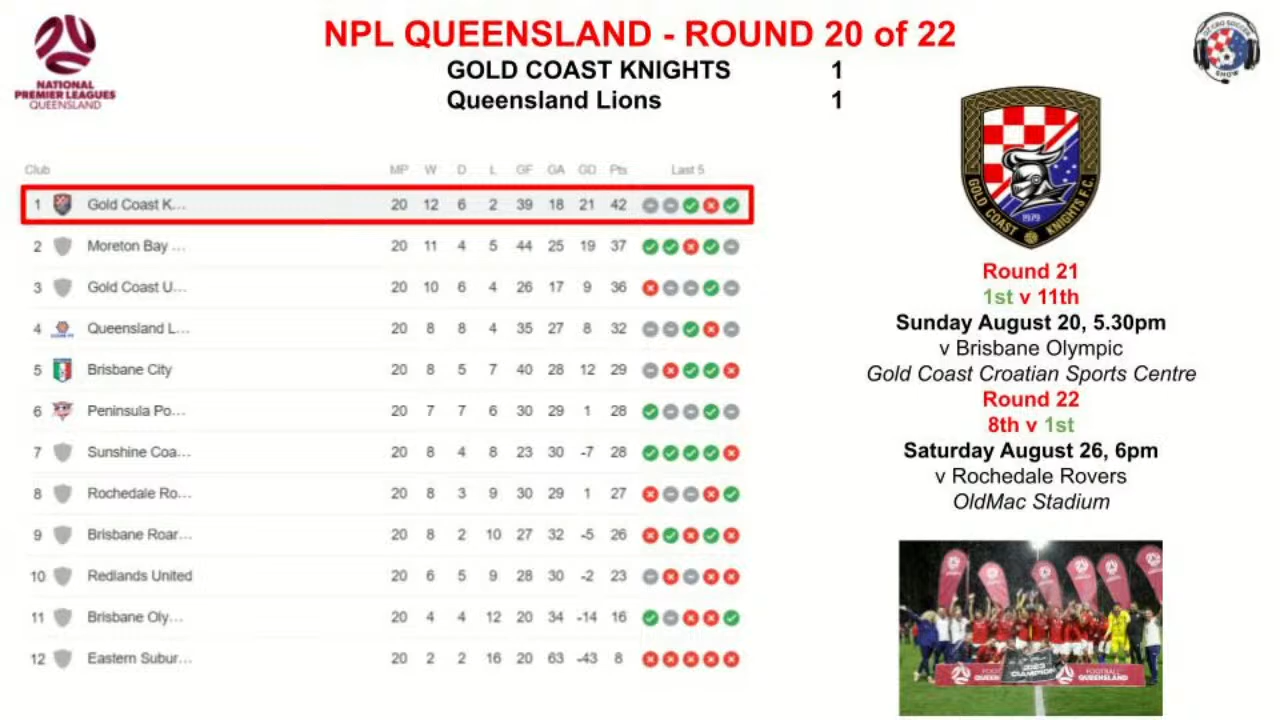 NPL QUEENSLAND - ROUND 20 of 22
GOLD COAST KNIGHTS 1
Queensland Lions 1
NATIONAL
PREMIER LEAGUES
QUEENSLAND
OZ CRO SOCCER
SHOW
Club MP W D L GF GA GD Pts Last 5
1 Gold Coast K... 20 12 6 2 39 18 21 42
2 Moreton Bay ... 20 11 4 5 44 25 19 37
3 Gold Coast U... 20 10 6 4 26 17 9 36
4 Queensland L... 20 8 8 4 35 27 8 32
5 Brisbane City 20 8 5 7 40 28 12 29
6 Peninsula Po... 20 7 7 6 30 29 1 28
7 Sunshine Coa... 20 8 4 8 23 30 -7 28
8 Rochedale Ro... 20 8 3 9 30 29 1 27
9 Brisbane Roar... 20 8 2 10 27 32 -5 26
10 Redlands United 20 6 5 9 28 30 -2 23
11 Brisbane Oly... 20 4 4 12 20 34 -14 16
12 Eastern Subur... 20 2 2 16 20 63 -43 8
1979
GOLD COAST KNIGHTS F.C.
Round 21
1st v 11th
Sunday August 20, 5.30pm
v Brisbane Olympic
Gold Coast Croatian Sports Centre
Round 22
8th v 1st
Saturday August 26, 6pm
v Rochedale Rovers
OldMac Stadium
2023
CHAMPIONS
FOOTBALL
QUEENSLAND